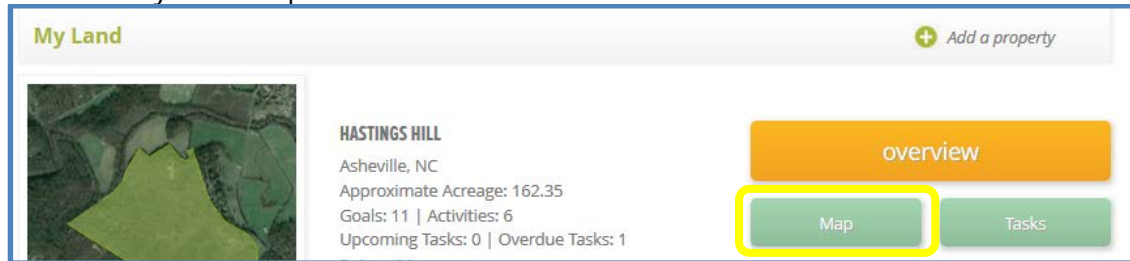 My Land
Add a property
HASTINGS HILL
overview
Asheville, NC
Approximate Acreage: 162.35
Goals: 11 | Activities: 6
Map
Tasks
Upcoming Tasks: 0 | Overdue Tasks: 1